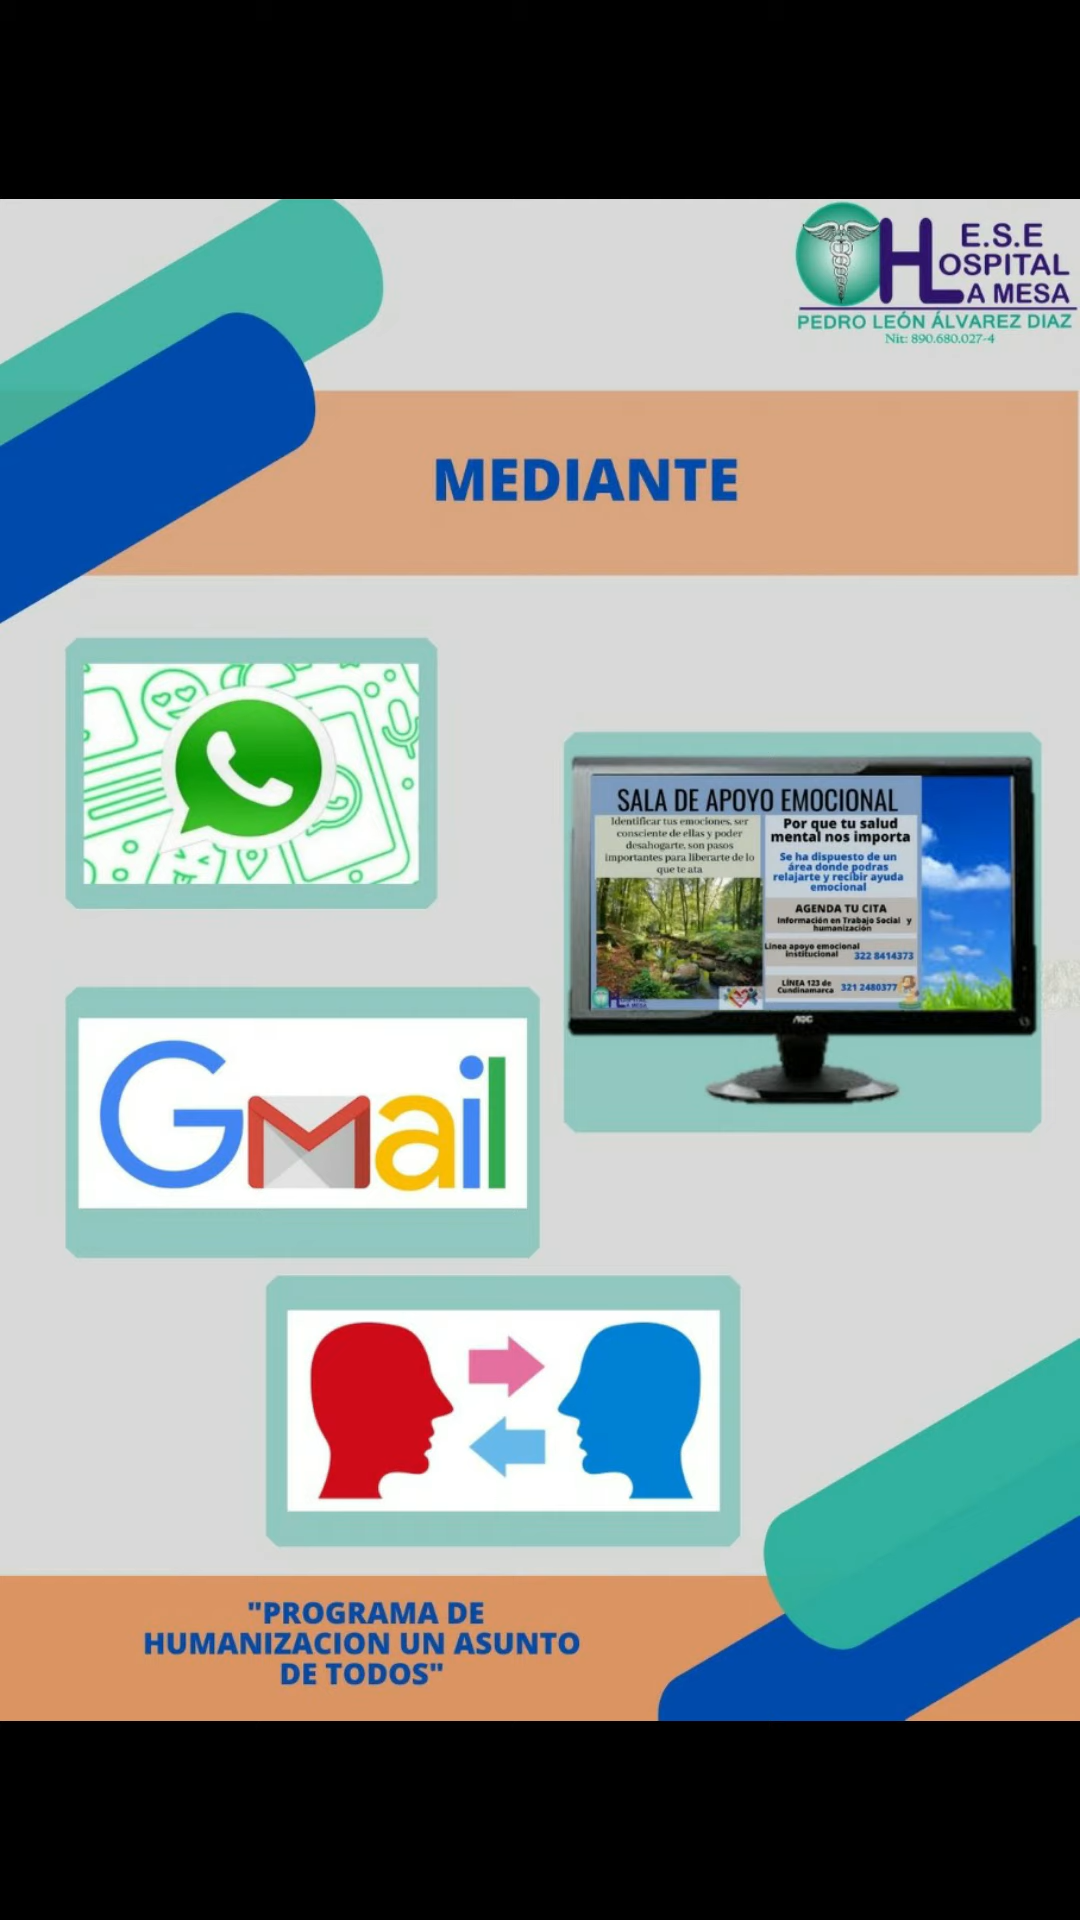 E.S.E
HOSPITAL
LA MESA
PEDRO LEÓN ÁLVAREZ DIAZ
Nit: 890.680.027-4
MEDIANTE
SALA DE APOYO EMOCIONAL
Identificar tus emociones, ser
consciente de ellas y poder
desahogarte, son pasos
importantes para liberarte de lo
que te ata
Por que tu salud
mental nos importa
Se ha dispuesto de un
área donde podras
relajarte y recibir ayuda
emocional
AGENDA TU CITA
Información en Trabajo Social y
humanización
Linea apoyo emocional
institucional 322 8414373
LÍNEA 123 de
Cundinamarca 321 2480377
AOC
Gmail
"PROGRAMA DE
HUMANIZACION UN ASUNTO
DE TODOS"